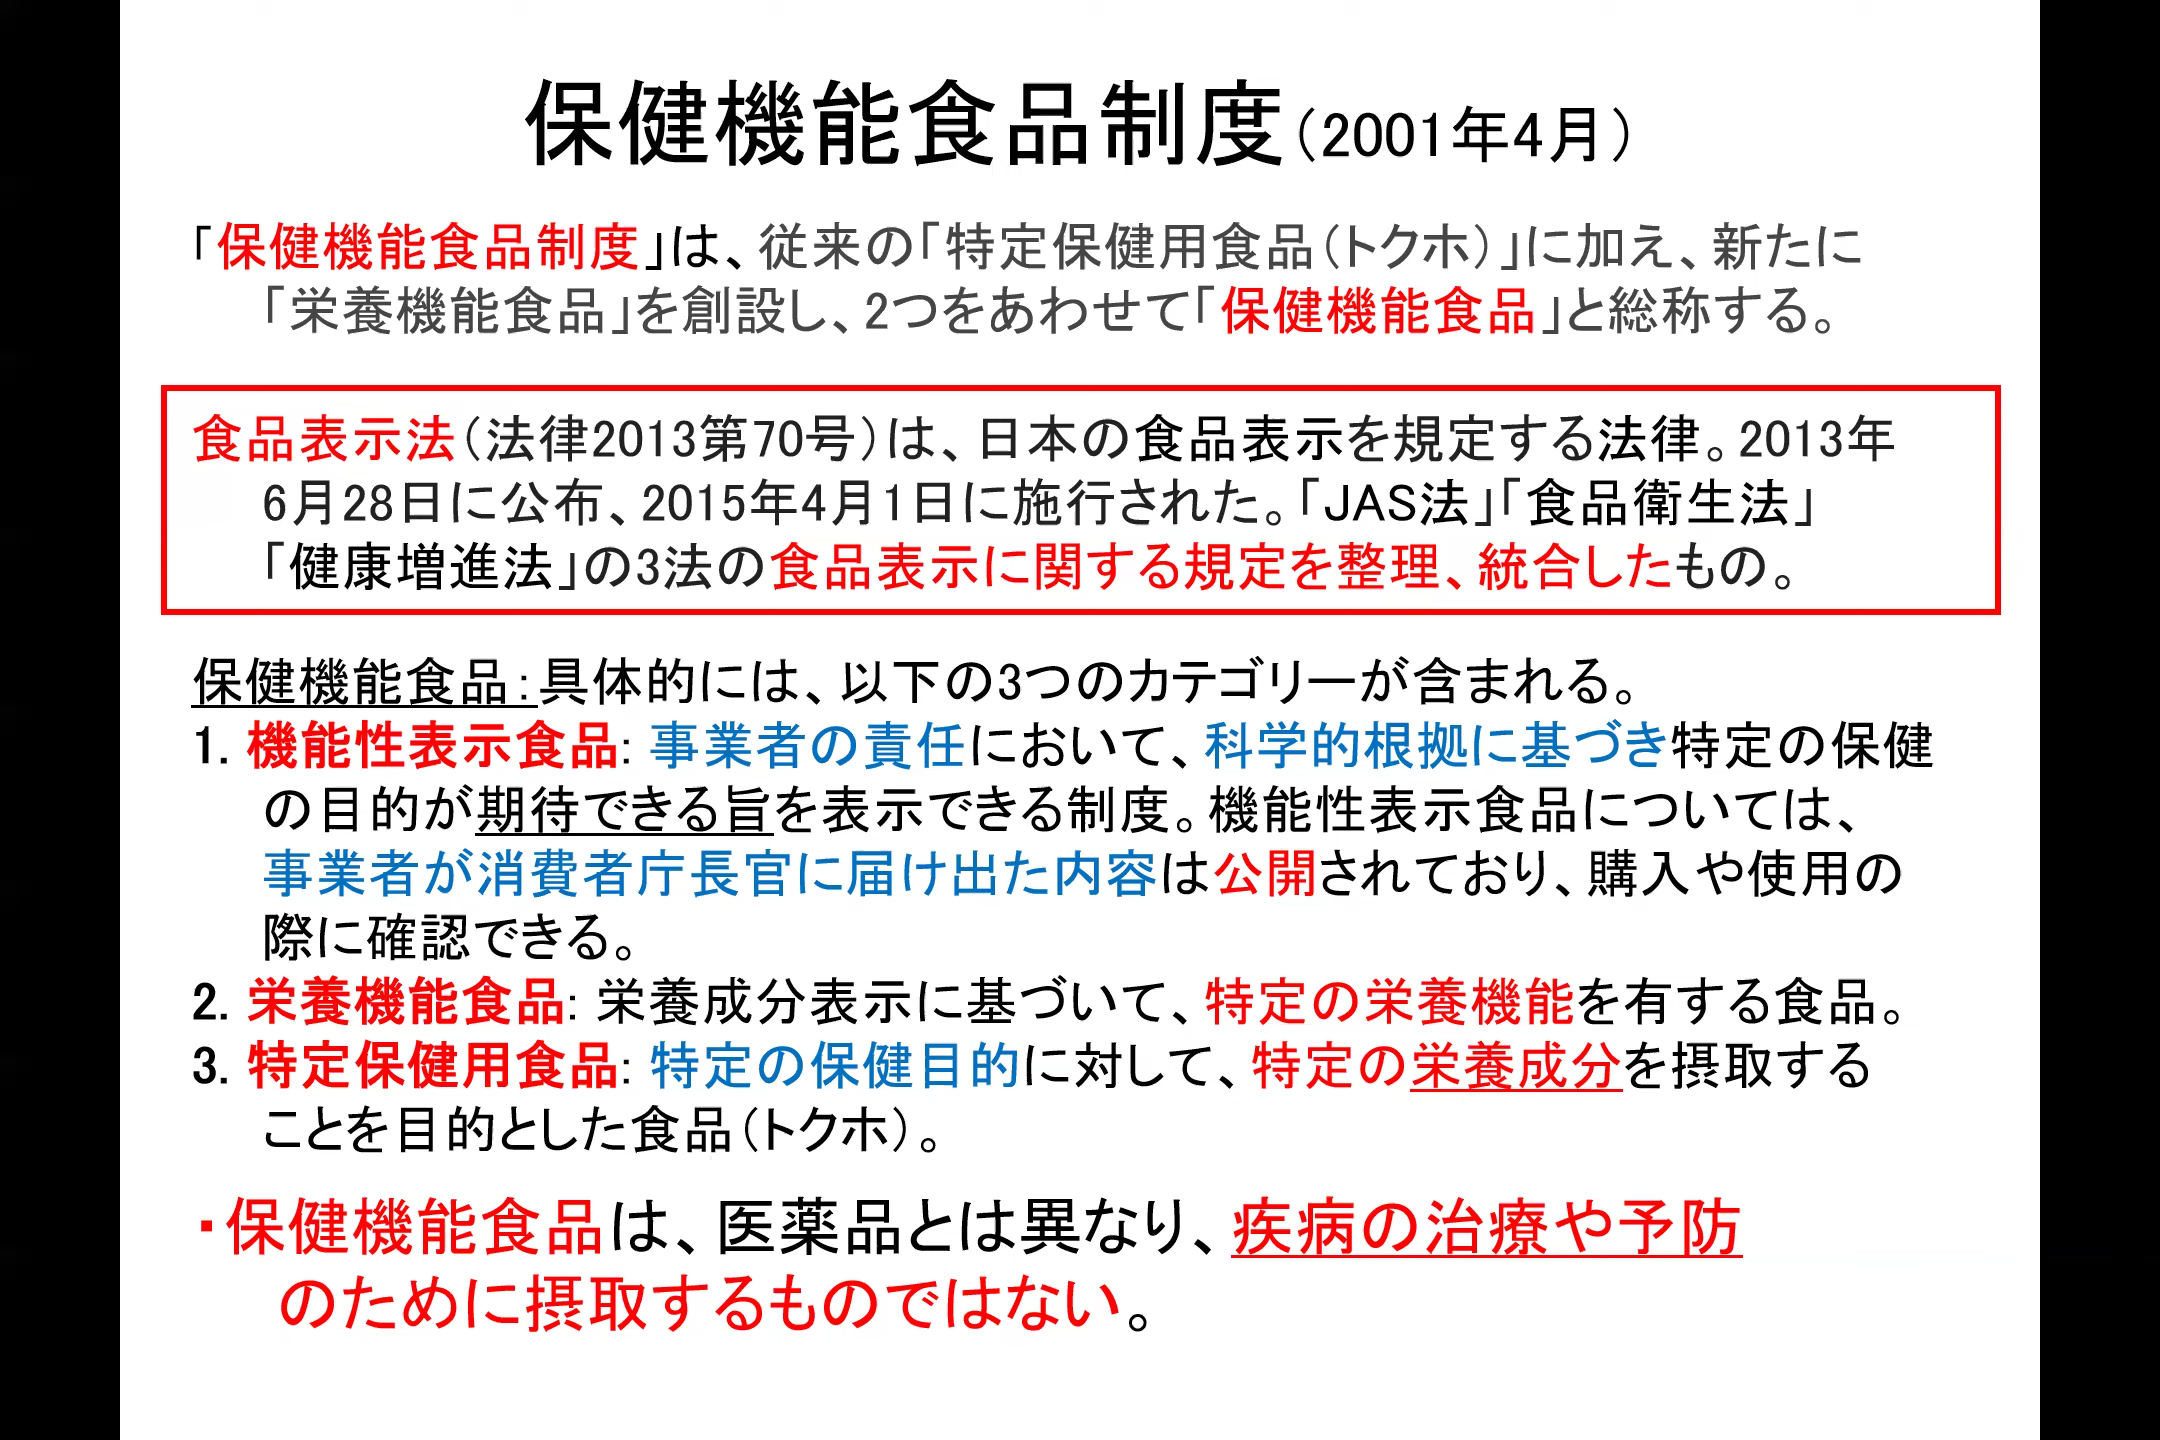 保健機能食品制度（2001年4月）
「保健機能食品制度」は、従来の「特定保健用食品（トクホ）」に加え、新たに
「栄養機能食品」を創設し、2つをあわせて「保健機能食品」と総称する。
食品表示法（法律2013第70号）は、日本の食品表示を規定する法律。2013年
6月28日に公布、2015年4月1日に施行された。「JAS法」「食品衛生法」
「健康増進法」の3法の食品表示に関する規定を整理、統合したもの。
保健機能食品：具体的には、以下の3つのカテゴリーが含まれる。
1. 機能性表示食品: 事業者の責任において、科学的根拠に基づき特定の保健
の目的が期待できる旨を表示できる制度。機能性表示食品については、
事業者が消費者庁長官に届け出た内容は公開されており、購入や使用の
際に確認できる。
2. 栄養機能食品: 栄養成分表示に基づいて、特定の栄養機能を有する食品。
3. 特定保健用食品: 特定の保健目的に対して、特定の栄養成分を摂取する
ことを目的とした食品（トクホ）。
・保健機能食品は、医薬品とは異なり、疾病の治療や予防
のために摂取するものではない。